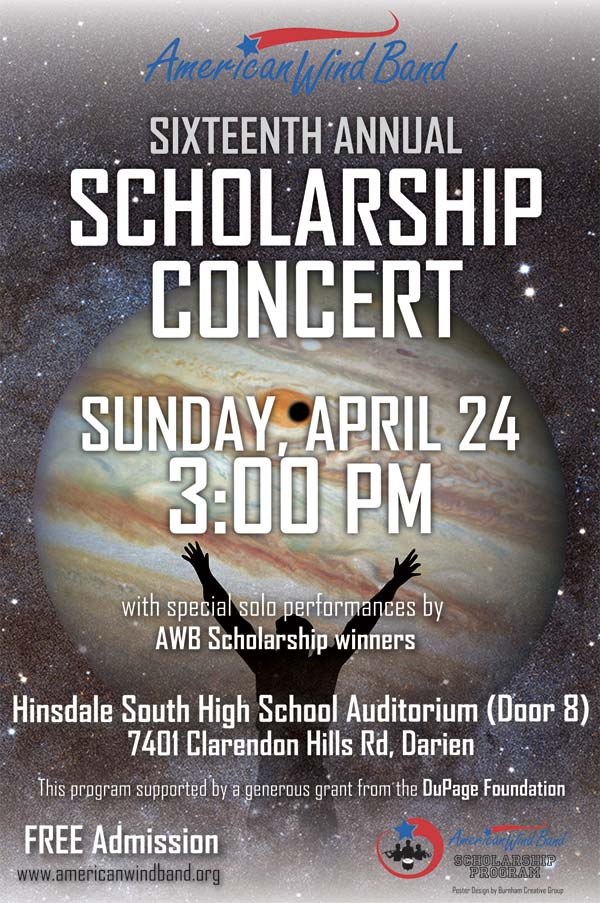 American Wind Band
SIXTEENTH ANNUAL
SCHOLARSHIP
CONCERT
SUNDAY, APRIL 24
3:00 PM
with special solo performances by
AWB Scholarship winners
Hinsdale South High School Auditorium (Door 8)
7401 Clarendon Hills Rd, Darien
This program supported by a generous grant from the DuPage Foundation
FREE Admission
www.americanwindband.org
American Wind Band
SCHOLARSHIP
PROGRAM
Poster Design by Burnham Creative Group